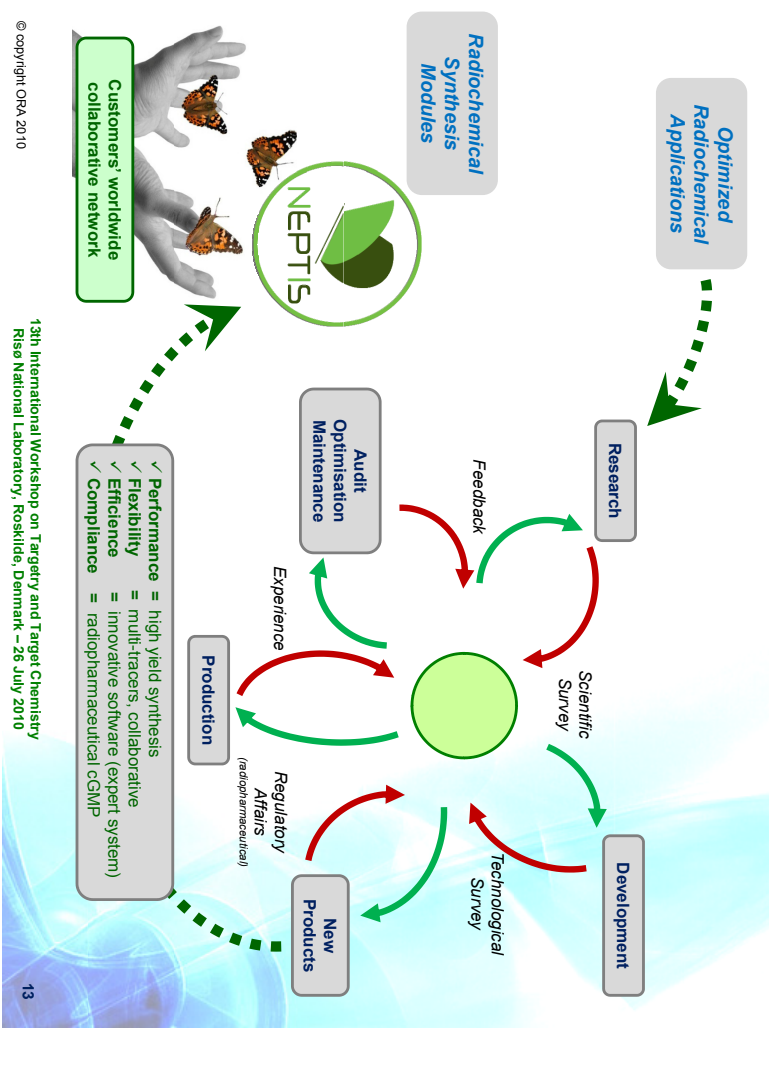 Optimized
Radiochemical
Applications
Radiochemical
Synthesis
Modules
NEPTIS
Customers’ worldwide
collaborative network
Research
Scientific
Survey
Development
Feedback
Technological
Survey
Audit
Optimisation
Maintenance
Experience
Production
Regulatory
Affairs
(radiopharmaceutical)
New
Products
✓ Performance = high yield synthesis
✓ Flexibility = multi-tracers, collaborative
✓ Efficience = innovative software (expert system)
✓ Compliance = radiopharmaceutical cGMP
13th International Workshop on Targetry and Target Chemistry
Risø National Laboratory, Roskilde, Denmark – 26 July 2010
13
© copyright ORA 2010